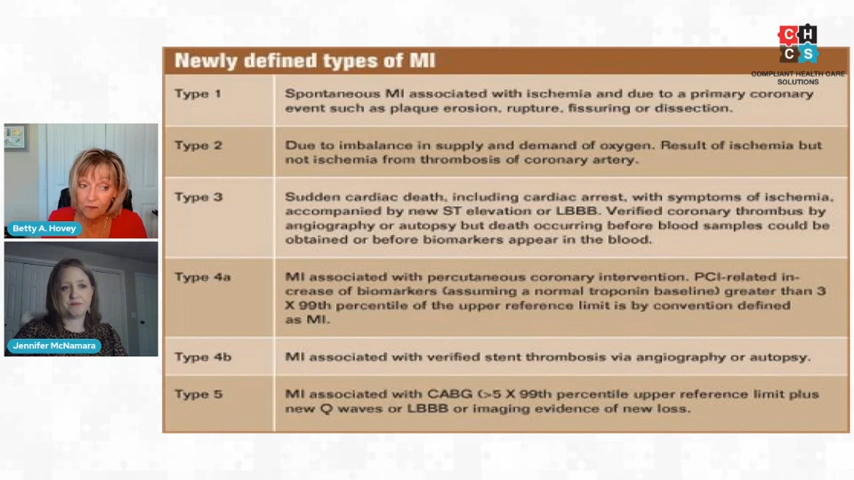 C H
C S
COMPLIANT HEALTH CARE
SOLUTIONS
Newly defined types of MI
Type 1
Spontaneous MI associated with ischemia and due to a primary coronary
event such as plaque erosion, rupture, fissuring or dissection.
Type 2
Due to imbalance in supply and demand of oxygen. Result of ischemia but
not ischemia from thrombosis of coronary artery.
Type 3
Sudden cardiac death, including cardiac arrest, with symptoms of ischemia,
accompanied by new ST elevation or LBBB. Verified coronary thrombus by
angiography or autopsy but death occurring before blood samples could be
obtained or before biomarkers appear in the blood.
Type 4a
MI associated with percutaneous coronary intervention. PCI-related in-
crease of biomarkers (assuming a normal troponin baseline) greater than 3
X 99th percentile of the upper reference limit is by convention defined
as MI.
Type 4b
MI associated with verified stent thrombosis via angiography or autopsy.
Type 5
MI associated with CABG (>5 X 99th percentile upper reference limit plus
new Q waves or LBBB or imaging evidence of new loss.
Betty A. Hovey
Jennifer McNamara